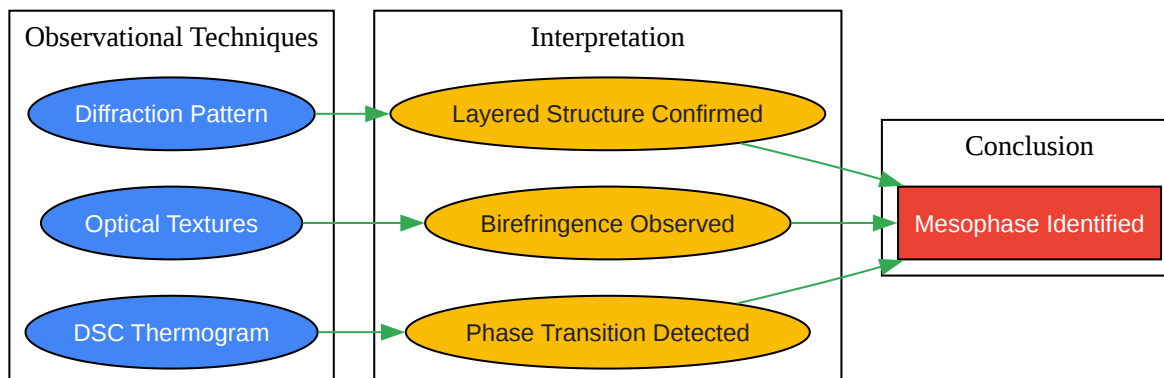 Observational Techniques
Diffraction Pattern
Optical Textures
DSC Thermogram
Interpretation
Layered Structure Confirmed
Birefringence Observed
Phase Transition Detected
Conclusion
Mesophase Identified